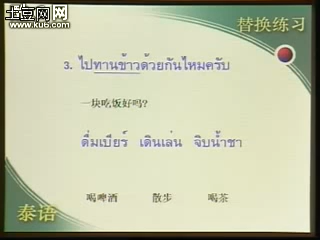 土豆网
www.ku6.com
替换练习
3. ไปทานข้าวด้วยกันไหมครับ
一块吃饭好吗?
ดื่มเบียร์ เดินเล่น จิบน้ำชา
喝啤酒 散步 喝茶
泰语